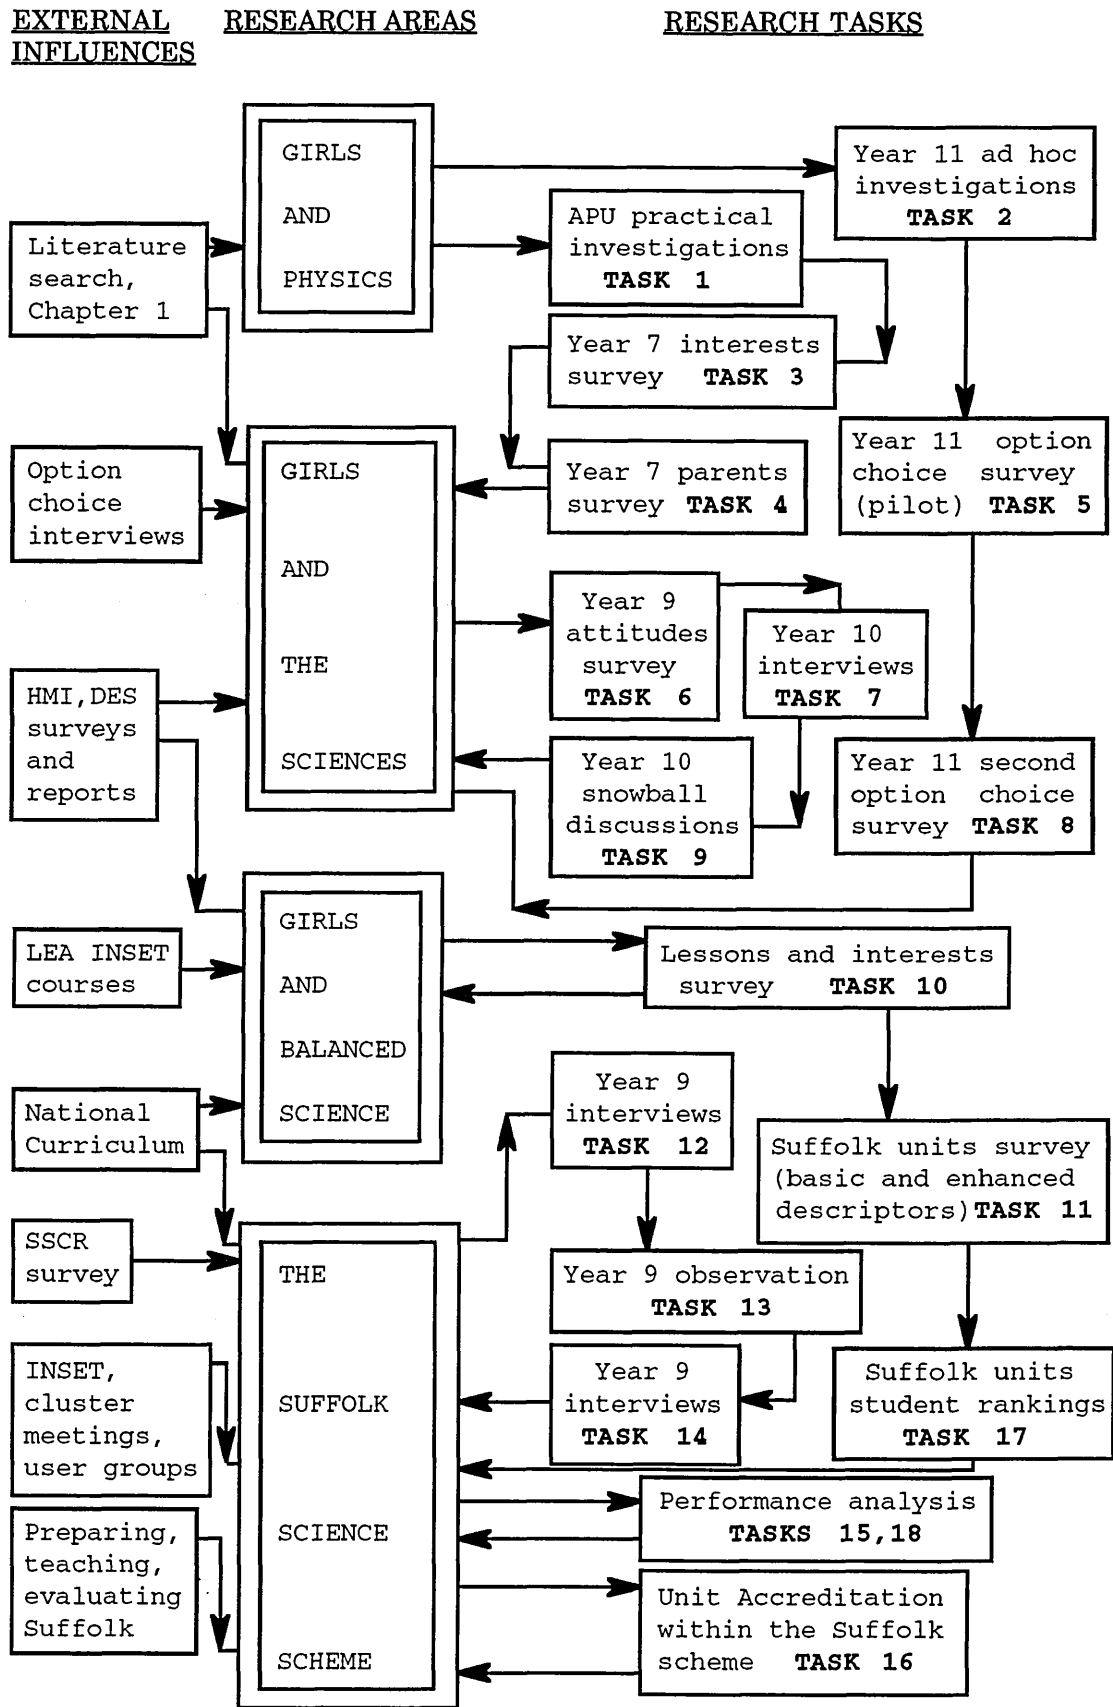 EXTERNAL
INFLUENCES
RESEARCH AREAS
RESEARCH TASKS
GIRLS
AND
PHYSICS
Year 11 ad hoc
investigations
TASK 2
APU practical
investigations
TASK 1
Literature
search,
Chapter 1
Year 7 interests
survey TASK 3
Option
choice
interviews
GIRLS
AND
THE
SCIENCES
Year 7 parents
survey TASK 4
Year 11 option
choice survey
(pilot) TASK 5
Year 9
attitudes
survey
TASK 6
Year 10
interviews
TASK 7
HMI, DES
surveys
and
reports
Year 10
snowball
discussions
TASK 9
Year 11 second
option choice
survey TASK 8
GIRLS
AND
BALANCED
SCIENCE
LEA INSET
courses
Lessons and interests
survey TASK 10
National
Curriculum
Year 9
interviews
TASK 12
Suffolk units survey
(basic and enhanced
descriptors) TASK 11
SSCR
survey
THE
SUFFOLK
SCIENCE
SCHEME
Year 9 observation
TASK 13
INSET,
cluster
meetings,
user groups
Year 9
interviews
TASK 14
Suffolk units
student rankings
TASK 17
Performance analysis
TASKS 15,18
Preparing,
teaching,
evaluating
Suffolk
Unit Accreditation
within the Suffolk
scheme TASK 16